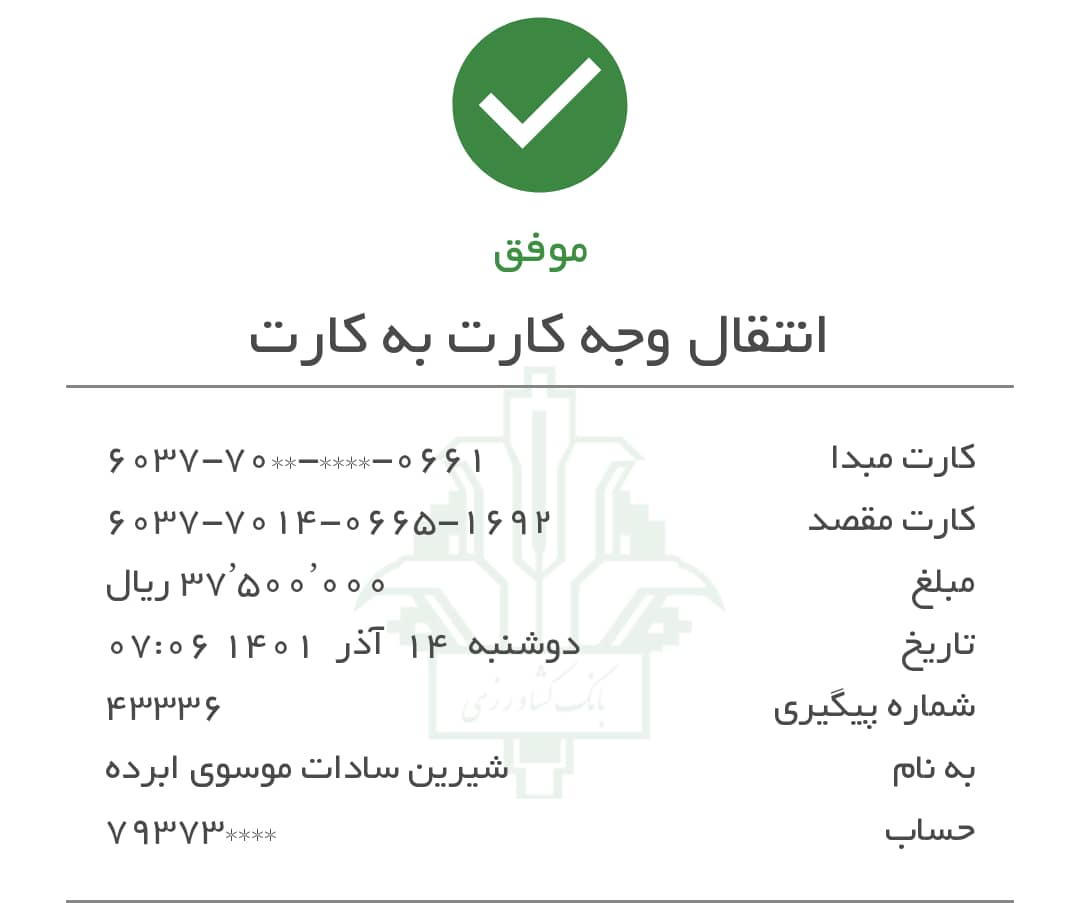 موفق
انتقال وجه کارت به کارت
کارت مبدا ۶۰۳۷-۷۰**-****-۰۶۶۱
کارت مقصد ۶۰۳۷-۷۰۱۴-۰۶۶۵-۱۶۹۲
مبلغ ۳۷٬۵۰۰٬۰۰۰ ریال
تاریخ دوشنبه ۱۴ آذر ۱۴۰۱ ۰۷:۰۶
شماره پیگیری ۴۳۳۳۶
بانک کشاورزی
به نام شیرین سادات موسوی ابرده
حساب ۷۹۳۷۳****